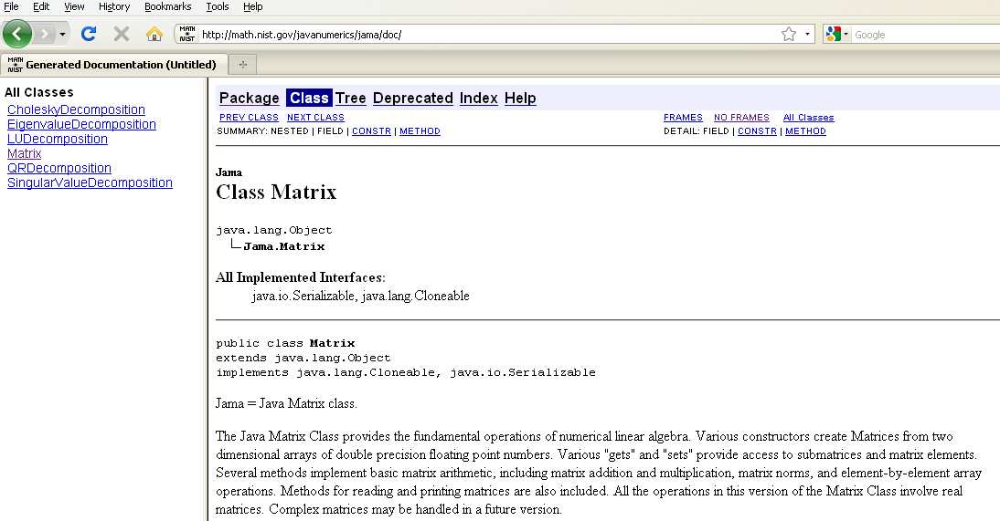 File Edit View History Bookmarks Tools Help
MATH NIST http://math.nist.gov/javanumerics/jama/doc/ Google
MATH NIST Generated Documentation (Untitled)
All Classes
CholeskyDecomposition
EigenvalueDecomposition
LUDecomposition
Matrix
QRDecomposition
SingularValueDecomposition
Package Class Tree Deprecated Index Help
PREV CLASS NEXT CLASS FRAMES NO FRAMES All Classes
SUMMARY: NESTED | FIELD | CONSTR | METHOD DETAIL: FIELD | CONSTR | METHOD
Jama
Class Matrix
java.lang.Object
Jama.Matrix
All Implemented Interfaces:
java.io.Serializable, java.lang.Cloneable
public class Matrix
extends java.lang.Object
implements java.lang.Cloneable, java.io.Serializable
Jama = Java Matrix class.
The Java Matrix Class provides the fundamental operations of numerical linear algebra. Various constructors create Matrices from two
dimensional arrays of double precision floating point numbers. Various "gets" and "sets" provide access to submatrices and matrix elements.
Several methods implement basic matrix arithmetic, including matrix addition and multiplication, matrix norms, and element-by-element array
operations. Methods for reading and printing matrices are also included. All the operations in this version of the Matrix Class involve real
matrices. Complex matrices may be handled in a future version.